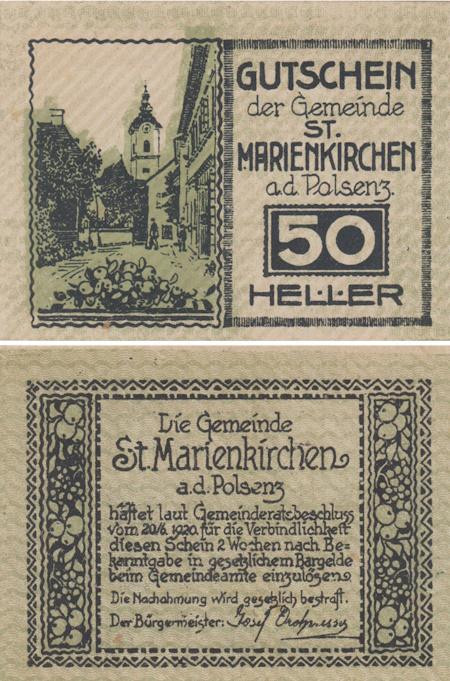 GUTSCHEIN
der Gemeinde
ST.
MARIENKIRCHEN
a.d. Polsenz.
50
HELLER
Die Gemeinde
St. Marienkirchen
a.d. Polsenz
haftet laut Gemeinderatsbeschluss
vom 20/6. 1920 für die Verbindlichkeit
diesen Schein 2 Wochen nach Be-
kanntgabe in gesetzlichem Bargelde
beim Gemeindeamte einzulösen.
Die Nachahmung wird gesetzlich bestraft.
Der Bürgermeister: Josef